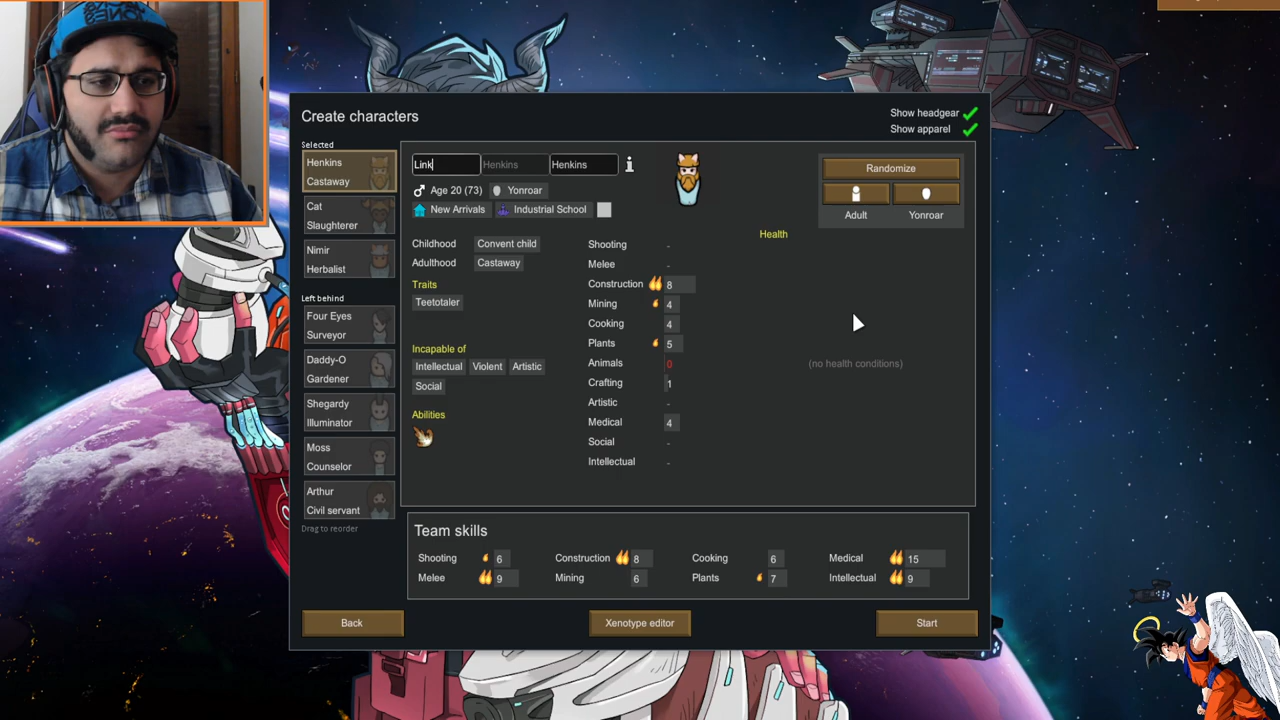 Create characters
Show headgear
Show apparel
Selected
Henkins
Castaway
Cat
Slaughterer
Nimir
Herbalist
Left behind
Four Eyes
Surveyor
Daddy-O
Gardener
Shegardy
Illuminator
Moss
Counselor
Arthur
Civil servant
Drag to reorder
Link Henkins Henkins
Age 20 (73) Yonroar
New Arrivals Industrial School
Childhood Convent child
Adulthood Castaway
Traits
Teetotaler
Incapable of
Intellectual Violent Artistic
Social
Abilities
Shooting -
Melee -
Construction 8
Mining 4
Cooking 4
Plants 5
Animals 0
Crafting 1
Artistic -
Medical 4
Social -
Intellectual -
Randomize
Adult Yonroar
Health
(no health conditions)
Team skills
Shooting 6 Construction 8 Cooking 6 Medical 15
Melee 9 Mining 6 Plants 7 Intellectual 9
Back Xenotype editor Start